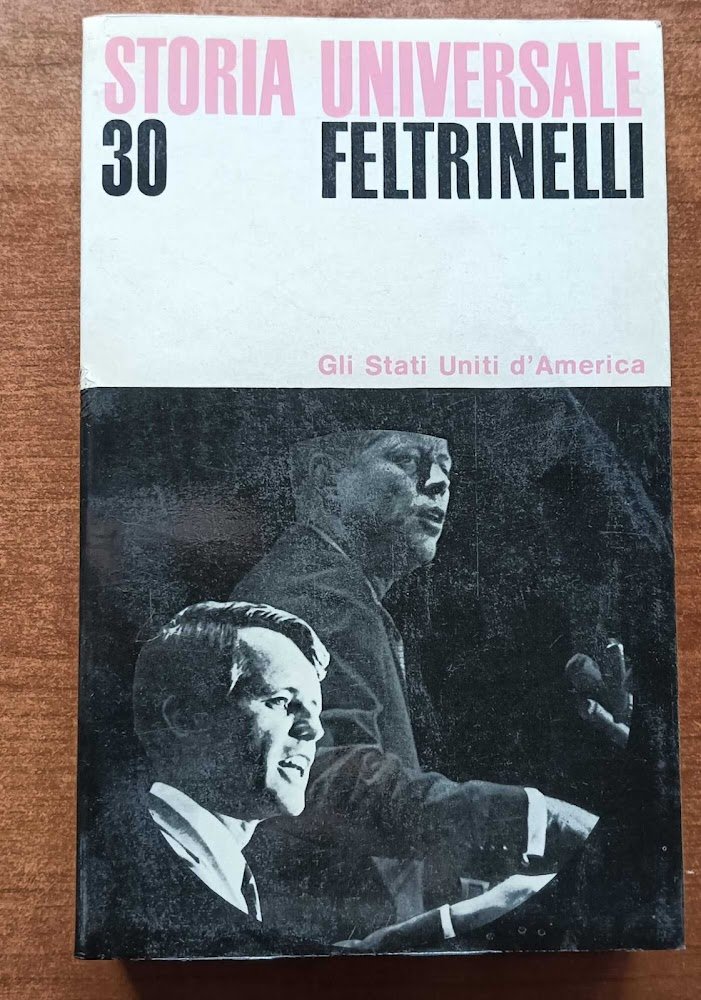 STORIA UNIVERSALE
30 FELTRINELLI
Gli Stati Uniti d'America